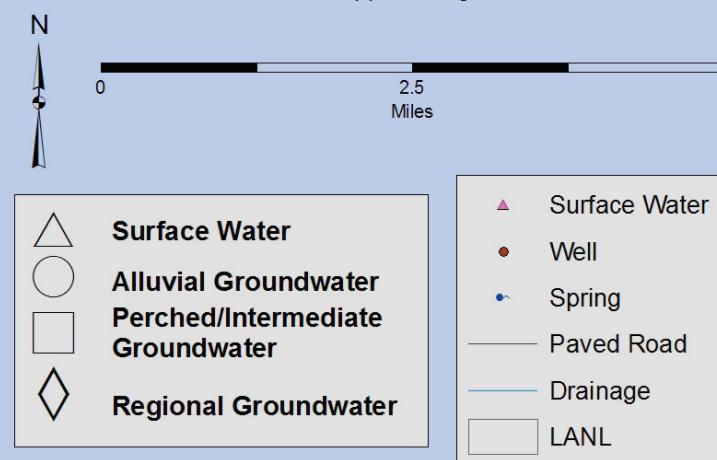 N
0
2.5
Miles
Surface Water
Alluvial Groundwater
Perched/Intermediate
Groundwater
Regional Groundwater
Surface Water
Well
Spring
Paved Road
Drainage
LANL